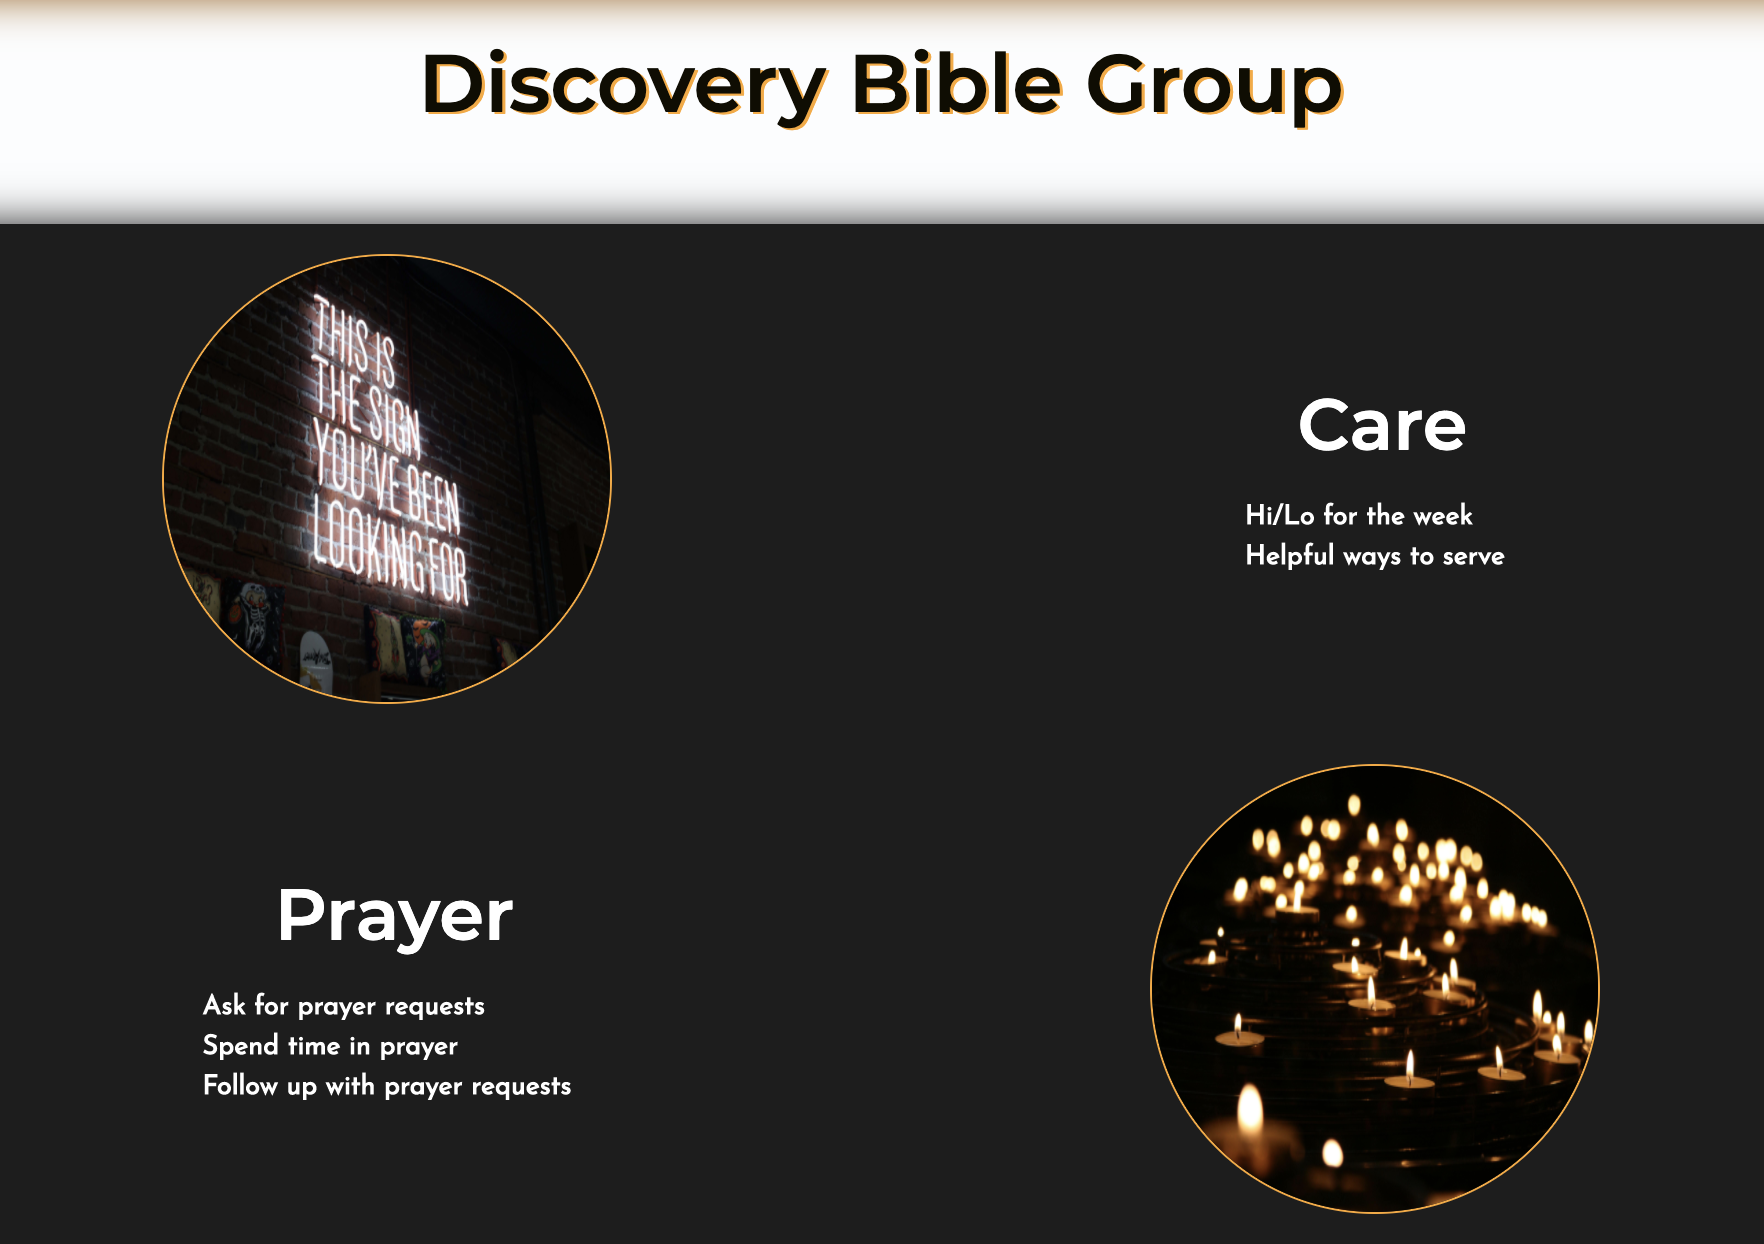 Discovery Bible Group
THIS IS
THE SIGN
YOU'VE BEEN
LOOKING FOR
Care
Hi/Lo for the week
Helpful ways to serve
Prayer
Ask for prayer requests
Spend time in prayer
Follow up with prayer requests